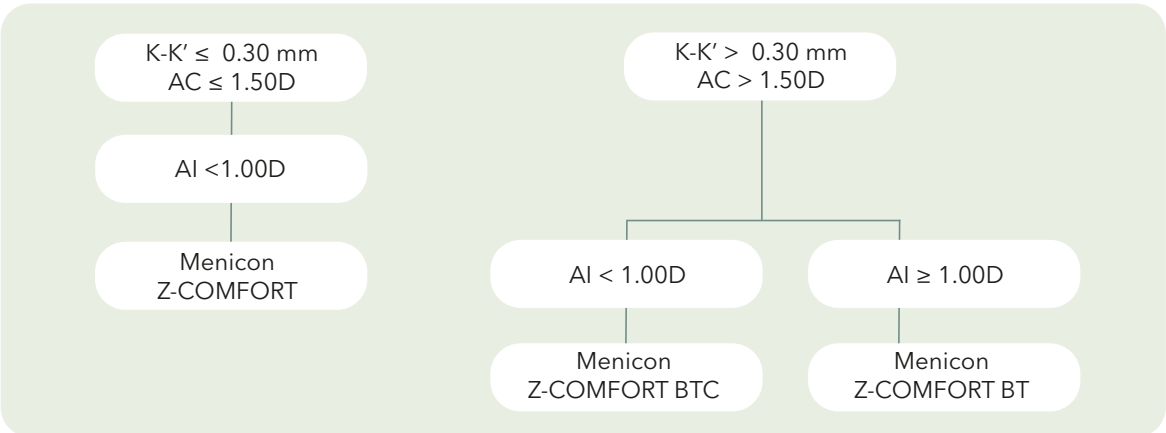 K-K′ ≤ 0.30 mm
AC ≤ 1.50D
AI <1.00D
Menicon
Z-COMFORT
K-K′ > 0.30 mm
AC > 1.50D
AI < 1.00D
Menicon
Z-COMFORT BTC
AI ≥ 1.00D
Menicon
Z-COMFORT BT